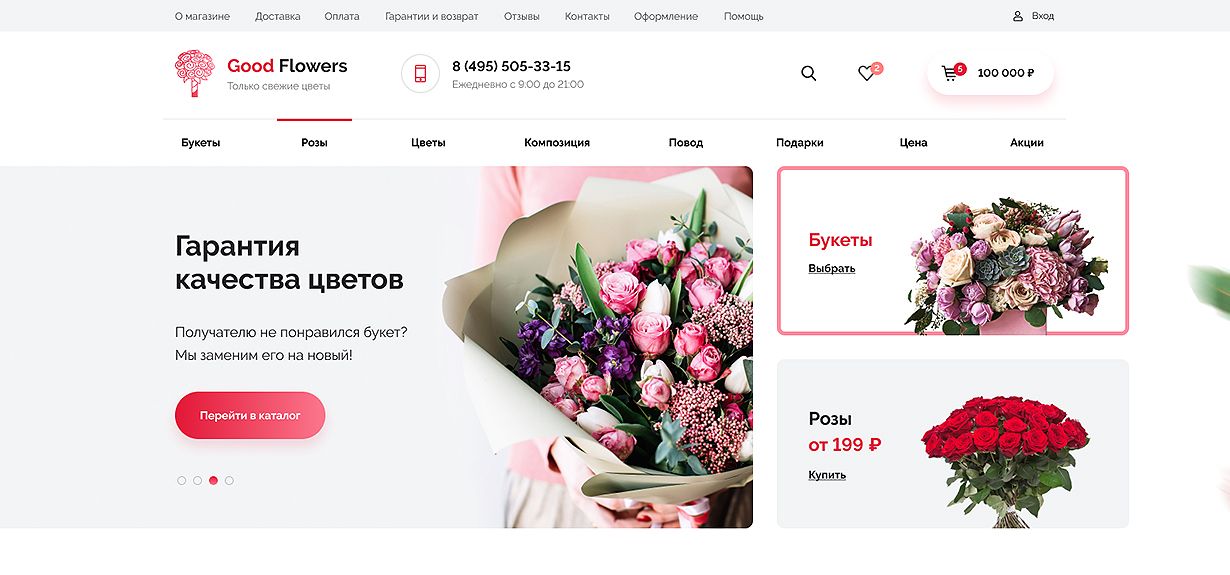 О магазине Доставка Оплата Гарантии и возврат Отзывы Контакты Оформление Помощь Вход
Good Flowers
Только свежие цветы
8 (495) 505-33-15
Ежедневно с 9:00 до 21:00
2
5
100 000 ₽
Букеты Розы Цветы Композиция Повод Подарки Цена Акции
Гарантия
качества цветов
Получателю не понравился букет?
Мы заменим его на новый!
Перейти в каталог
Букеты
Выбрать
Розы
от 199 ₽
Купить